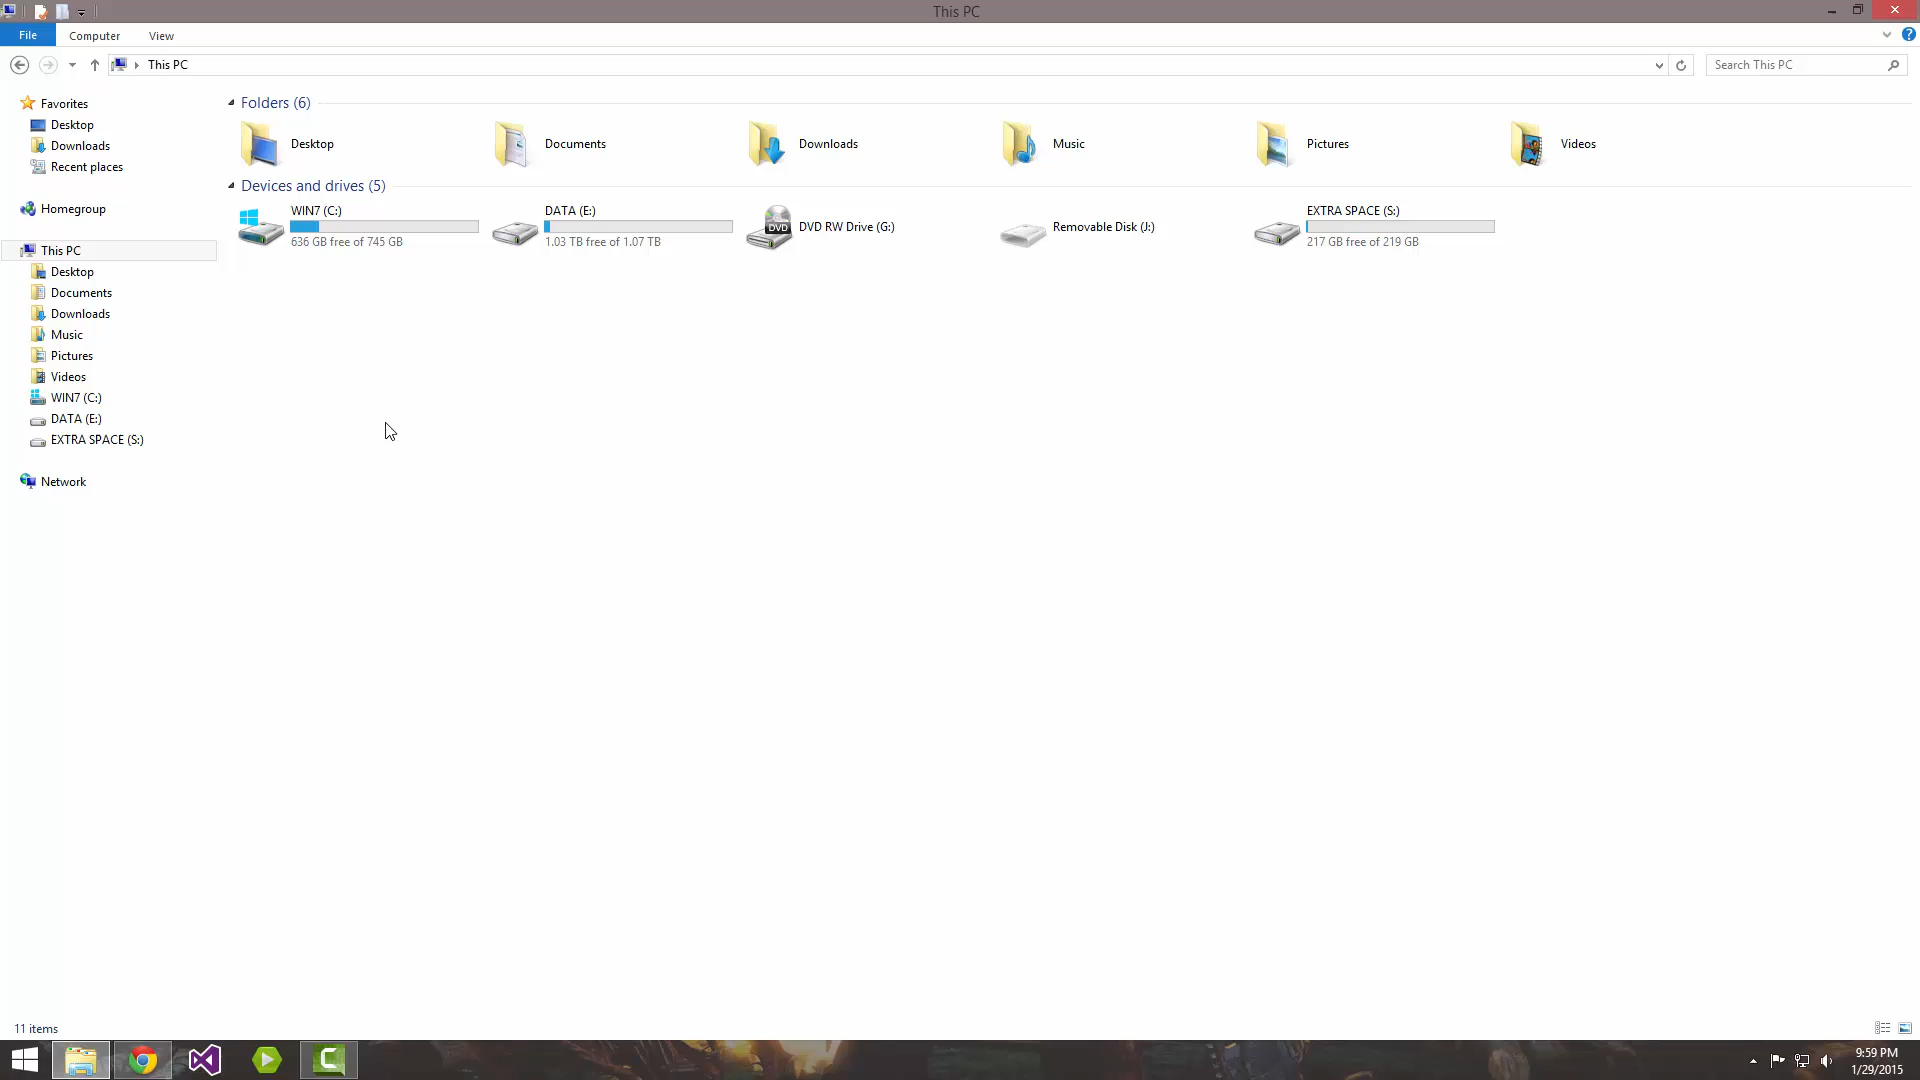 This PC
File
Computer
View
This PC
Search This PC
Favorites
Desktop
Downloads
Recent places
Homegroup
This PC
Desktop
Documents
Downloads
Music
Pictures
Videos
WIN7 (C:)
DATA (E:)
EXTRA SPACE (S:)
Network
Folders (6)
Desktop
Documents
Downloads
Music
Pictures
Videos
Devices and drives (5)
WIN7 (C:)
636 GB free of 745 GB
DATA (E:)
1.03 TB free of 1.07 TB
DVD
DVD RW Drive (G:)
Removable Disk (J:)
EXTRA SPACE (S:)
217 GB free of 219 GB
11 items
9:59 PM
1/29/2015